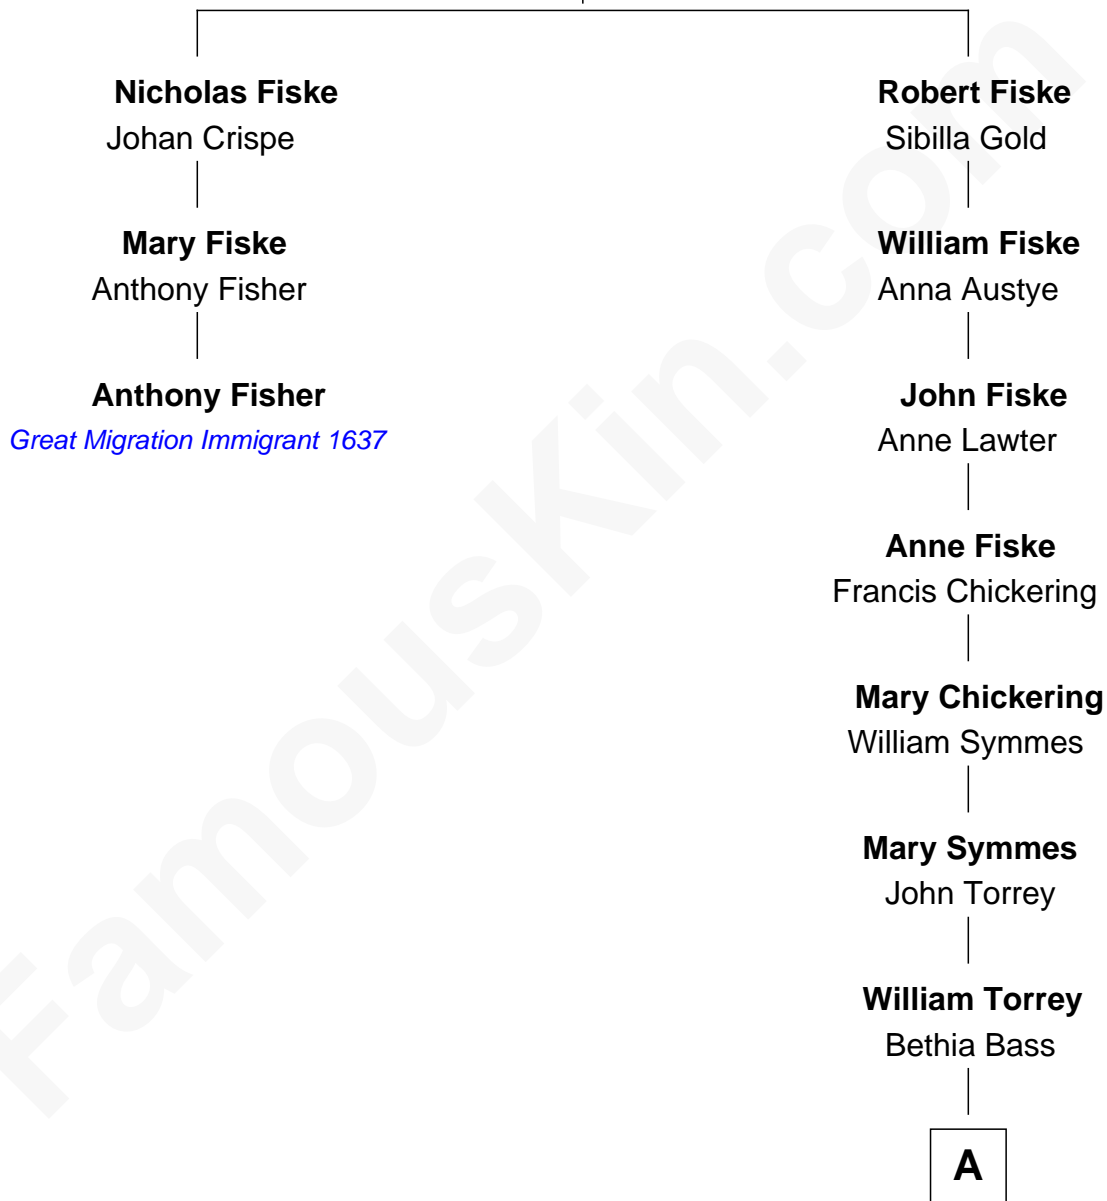 Nicholas Fiske
Johan Crispe
Mary Fiske
Anthony Fisher
Anthony Fisher
Great Migration Immigrant 1637
Robert Fiske
Sibilla Gold
William Fiske
Anna Austye
John Fiske
Anne Lawter
Anne Fiske
Francis Chickering
Mary Chickering
William Symmes
Mary Symmes
John Torrey
William Torrey
Bethia Bass
A
FamousKin.com